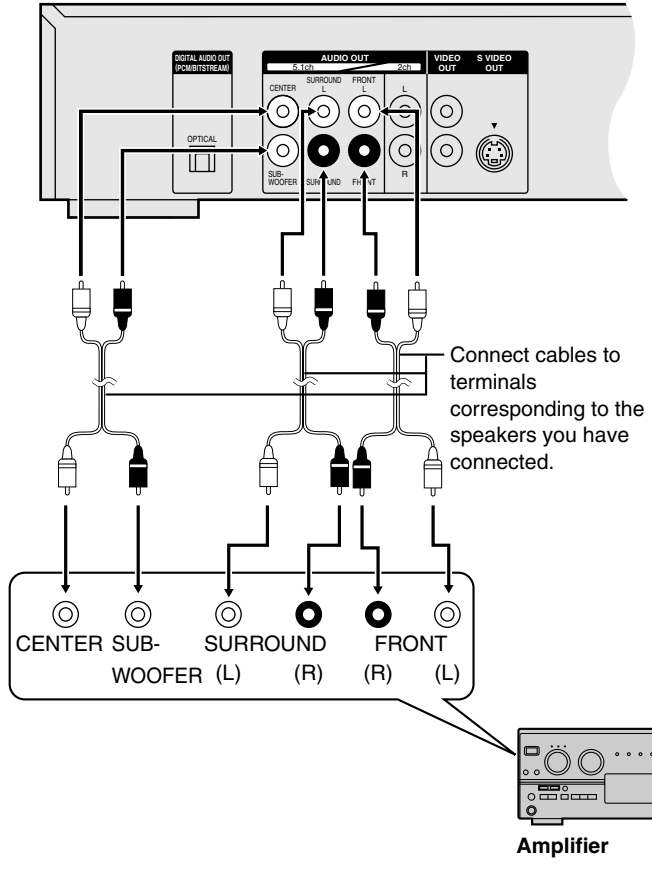 DIGITAL AUDIO OUT
(PCM/BITSTREAM)
OPTICAL
AUDIO OUT
5.1ch
2ch
CENTER
SURROUND
L
FRONT
L
L
SUB-
WOOFER
SURROUND
FRONT
R
VIDEO
OUT
S VIDEO
OUT
Connect cables to
terminals
corresponding to the
speakers you have
connected.
CENTER
SUB-
WOOFER
SURROUND
(L)
(R)
FRONT
(R)
(L)
Amplifier